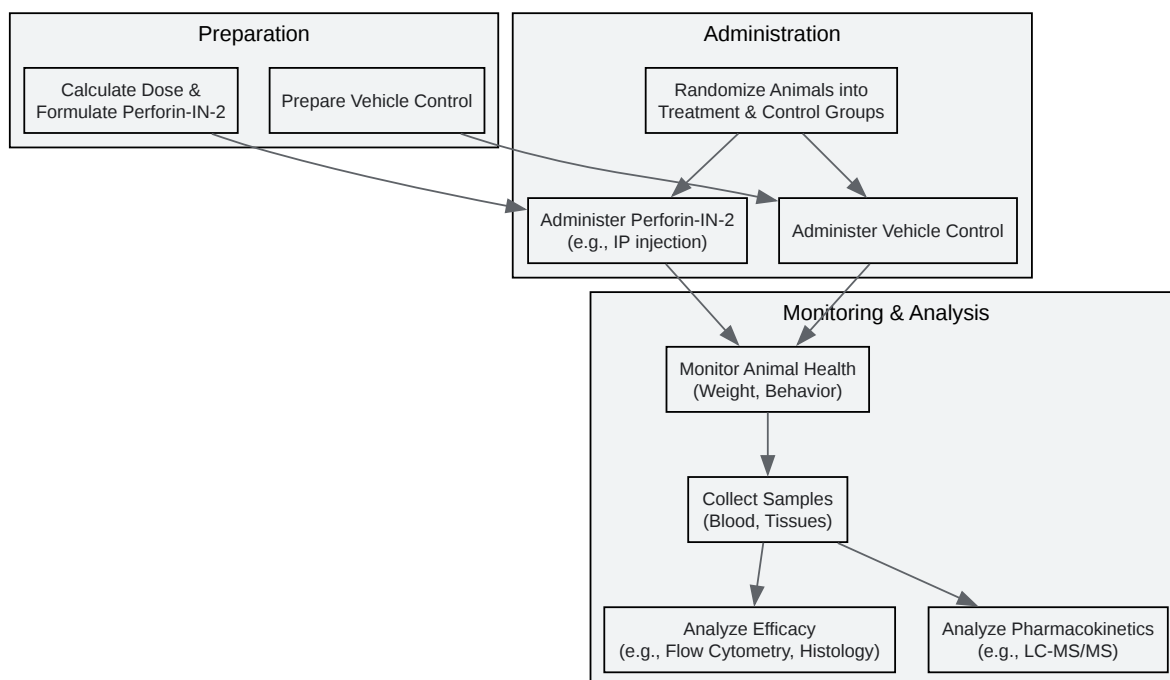 Preparation
Calculate Dose &
Formulate Perforin-IN-2
Prepare Vehicle Control
Administration
Randomize Animals into
Treatment & Control Groups
Administer Perforin-IN-2
(e.g., IP injection)
Administer Vehicle Control
Monitoring & Analysis
Monitor Animal Health
(Weight, Behavior)
Collect Samples
(Blood, Tissues)
Analyze Efficacy
(e.g., Flow Cytometry, Histology)
Analyze Pharmacokinetics
(e.g., LC-MS/MS)